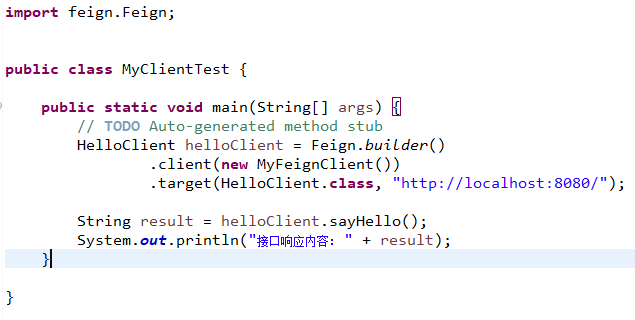 import feign.Feign;
public class MyClientTest {
public static void main(String[] args) {
// TODO Auto-generated method stub
HelloClient helloClient = Feign.builder()
.client(new MyFeignClient())
.target(HelloClient.class, "http://localhost:8080/");
String result = helloClient.sayHello();
System.out.println("接口响应内容: " + result);
}
}